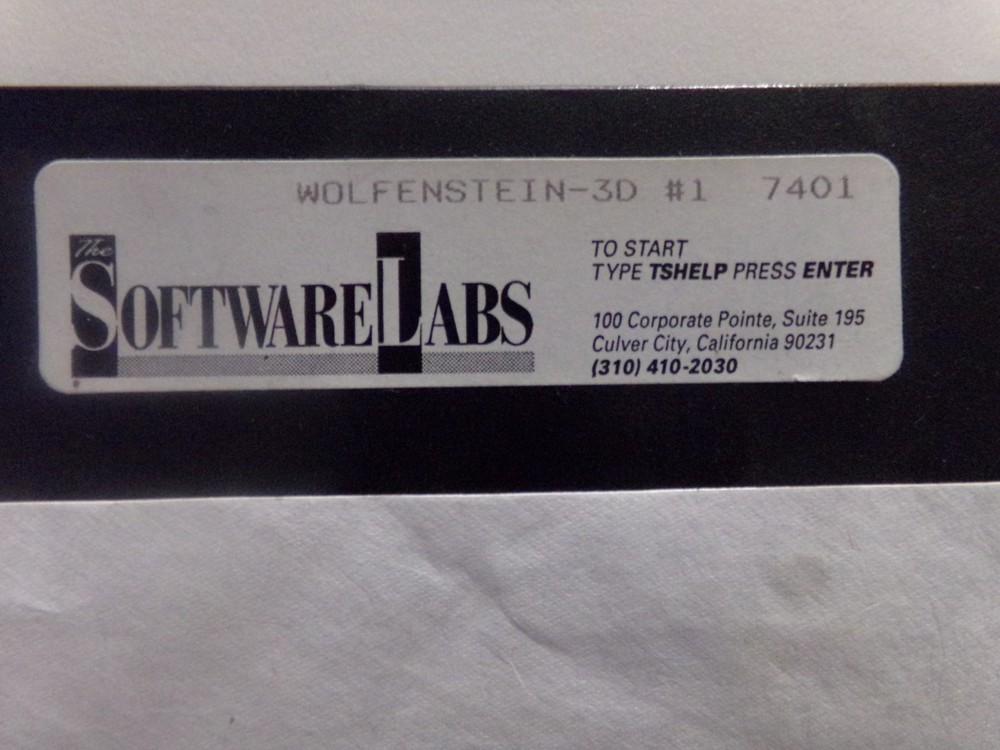 WOLFENSTEIN-3D #1 7401
The
SOFTWARE LABS
TO START
TYPE TSHELP PRESS ENTER
100 Corporate Pointe, Suite 195
Culver City, California 90231
(310) 410-2030